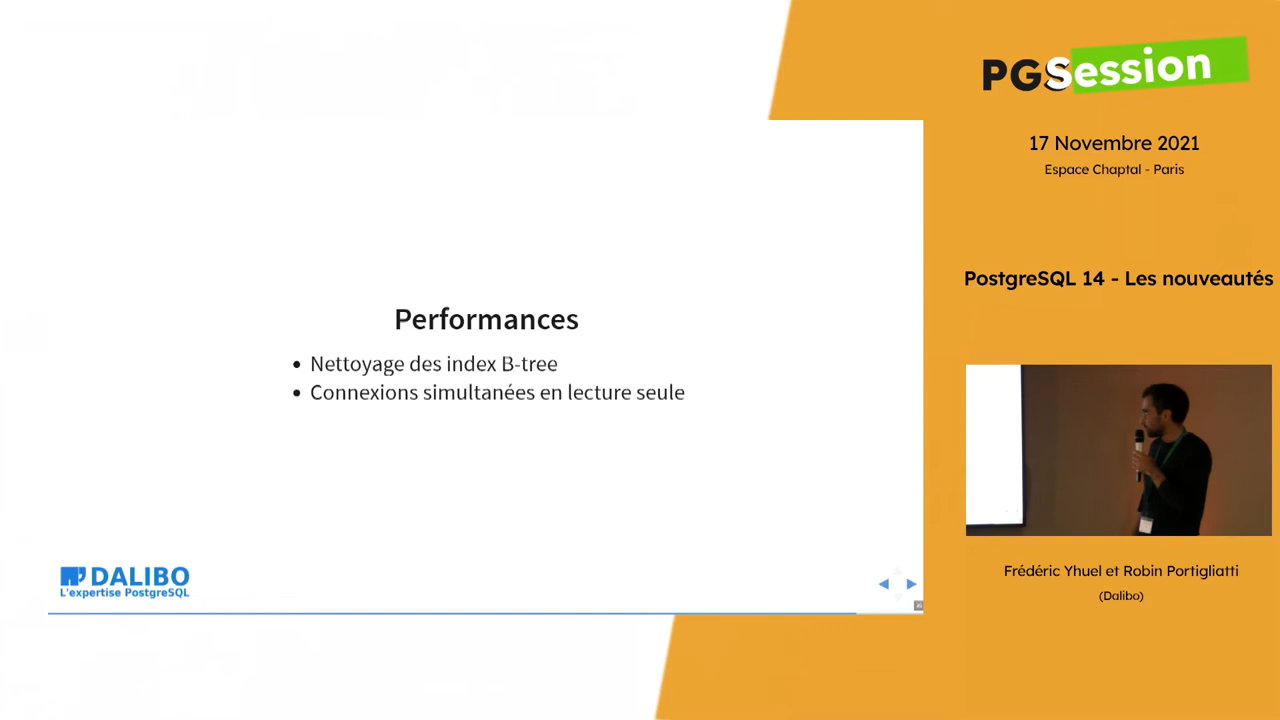 PGSession
17 Novembre 2021
Espace Chaptal - Paris
PostgreSQL 14 - Les nouveautés
Performances
• Nettoyage des index B-tree
• Connexions simultanées en lecture seule
DALIBO
L'expertise PostgreSQL
Frédéric Yhuel et Robin Portigliatti
(Dalibo)